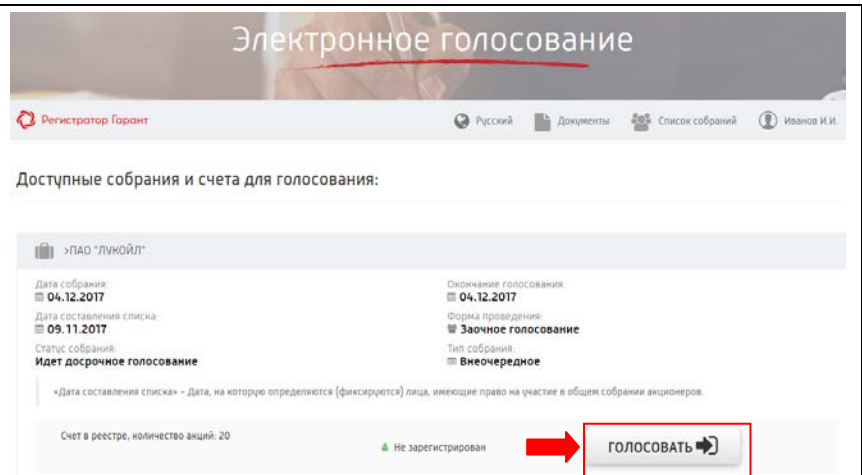 Электронное голосование
Регистратор Гарант
Русский Документы Список собраний Иванов И.И.
Доступные собрания и счета для голосования:
>ПАО "ЛУКОЙЛ"
Дата собрания: Окончание голосования:
04.12.2017 04.12.2017
Дата составления списка: Форма проведения:
09.11.2017 Заочное голосование
Статус собрания: Тип собрания:
Идет досрочное голосование Внеочередное
«Дата составления списка» - Дата, на которую определяются (фиксируются) лица, имеющие право на участие в общем собрании акционеров.
Счет в реестре, количество акций: 20 Не зарегистрирован ГОЛОСОВАТЬ